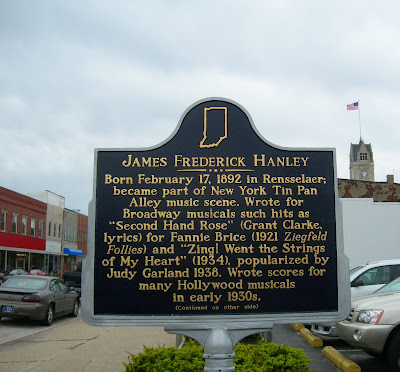 JAMES FREDERICK HANLEY
Born February 17, 1892 in Rensselaer;
became part of New York Tin Pan
Alley music scene. Wrote for
Broadway musicals such hits as
"Second Hand Rose" (Grant Clarke,
lyrics) for Fannie Brice (1921 Ziegfeld
Follies) and "Zing! Went the Strings
of My Heart" (1934), popularized by
Judy Garland 1938. Wrote scores for
many Hollywood musicals
in early 1930s.
(Continued on other side)